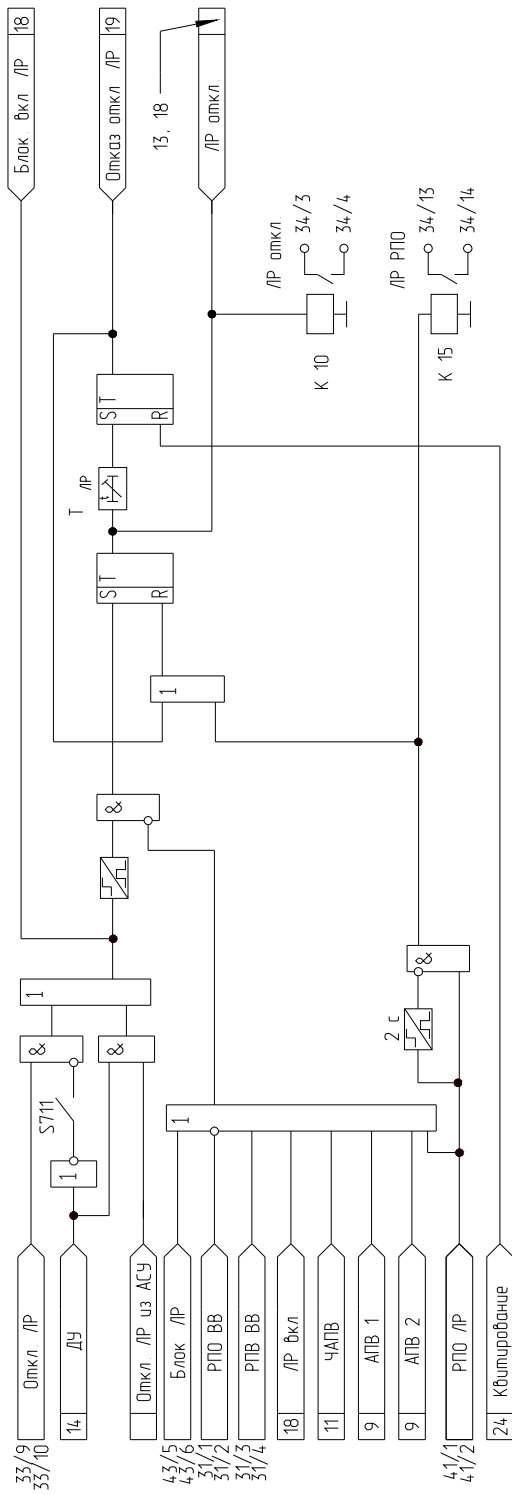 33/9
33/10
Откл. ЛР
14
ДУ
Откл. ЛР из АСУ
43/5
43/6
Блок ЛР
31/1
31/2
РПО ВВ
31/3
31/4
РПВ ВВ
18
ЛР вкл.
11
ЧАПВ
9
АПВ 1
9
АПВ 2
41/1
41/2
РПО ЛР
24
Квитирование
1
S711
&
&
1
1
2 с
&
&
1
S T
R
T
ЛР
t
S T
R
К 10
ЛР откл.
34/3
34/4
К 15
ЛР РПО
34/13
34/14
Блок. вкл ЛР
18
Отказ откл ЛР
19
ЛР откл.
13, 18